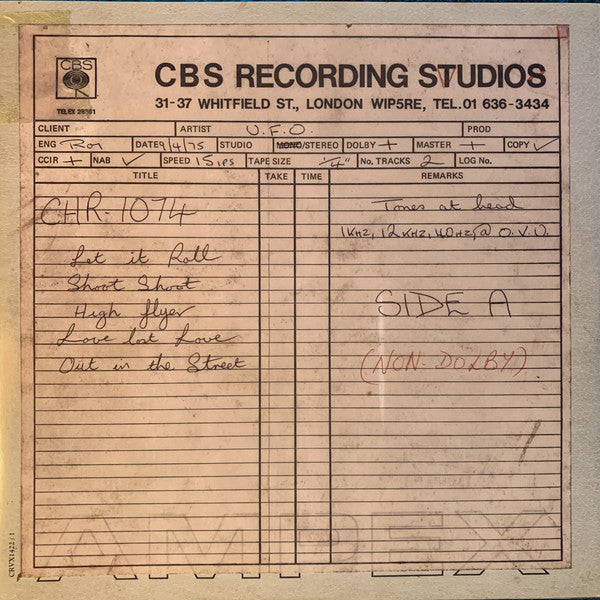 CBS
TELEX 28581
CBS RECORDING STUDIOS
31-37 WHITFIELD ST., LONDON W1P5RE, TEL.01 636-3434
CLIENT ARTIST U.F.O. PROD
ENG Ron DATE 9/4/75 STUDIO MONO/STEREO DOLBY + MASTER + COPY ✓
CCIR + NAB ✓ SPEED 15 IPS TAPE SIZE 1/4" No. TRACKS 2 LOG No.
TITLE TAKE TIME REMARKS
CHR-1074 Tones at head
1KHz, 12KHz, 40Hz, @ O.V.U.
Let it Roll
Shoot Shoot
High flyer SIDE A
Love lost Love
Out in the Street (NON-DOLBY)
AMPEX
CRVX1422/1